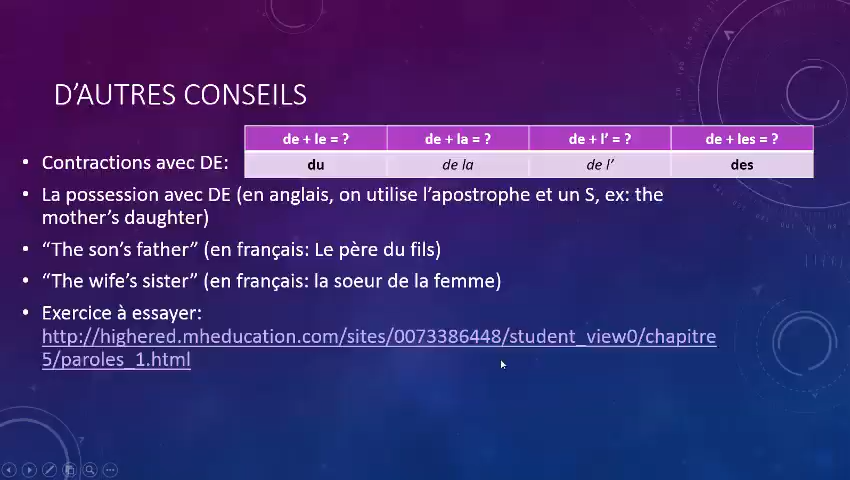 D'AUTRES CONSEILS
de + le = ? de + la = ? de + l' = ? de + les = ?
• Contractions avec DE: du de la de l' des
• La possession avec DE (en anglais, on utilise l'apostrophe et un S, ex: the
mother's daughter)
• “The son's father” (en français: Le père du fils)
• “The wife's sister” (en français: la soeur de la femme)
• Exercice à essayer:
http://highered.mheducation.com/sites/0073386448/student_view0/chapitre
5/paroles_1.html